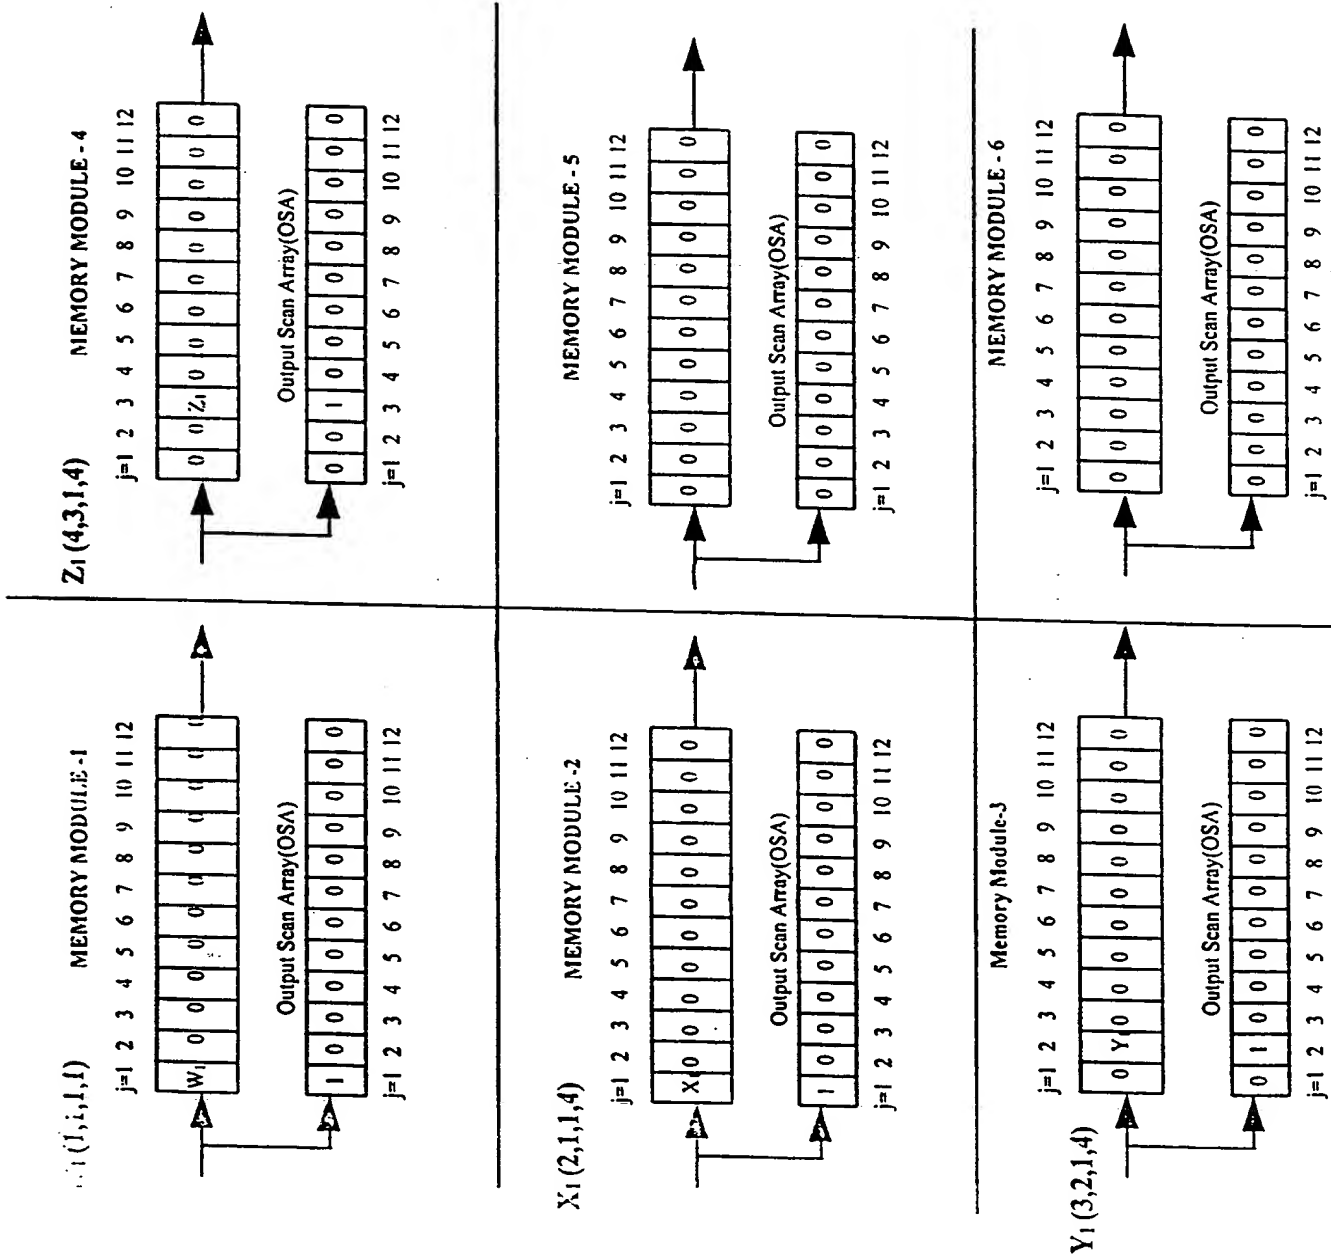 1 (1,1,1,1)
MEMORY MODULE -1
j=1 2 3 4 5 6 7 8 9 10 11 12
W1 0 0 0 0 0 0 0 0 0 0 0
Output Scan Array(OSA)
1 0 0 0 0 0 0 0 0 0 0 0
j=1 2 3 4 5 6 7 8 9 10 11 12
Z1 (4,3,1,4)
MEMORY MODULE - 4
j=1 2 3 4 5 6 7 8 9 10 11 12
0 0 Z1 0 0 0 0 0 0 0 0 0
Output Scan Array(OSA)
0 0 1 0 0 0 0 0 0 0 0 0
j=1 2 3 4 5 6 7 8 9 10 11 12
X1 (2,1,1,4)
MEMORY MODULE -2
j=1 2 3 4 5 6 7 8 9 10 11 12
X1 0 0 0 0 0 0 0 0 0 0 0
Output Scan Array(OSA)
1 0 0 0 0 0 0 0 0 0 0 0
j=1 2 3 4 5 6 7 8 9 10 11 12
MEMORY MODULE - 5
j=1 2 3 4 5 6 7 8 9 10 11 12
0 0 0 0 0 0 0 0 0 0 0 0
Output Scan Array(OSA)
0 0 0 0 0 0 0 0 0 0 0 0
j=1 2 3 4 5 6 7 8 9 10 11 12
Y1 (3,2,1,4)
Memory Module-3
j=1 2 3 4 5 6 7 8 9 10 11 12
0 Y1 0 0 0 0 0 0 0 0 0 0
Output Scan Array(OSA)
0 1 0 0 0 0 0 0 0 0 0 0
j=1 2 3 4 5 6 7 8 9 10 11 12
MEMORY MODULE - 6
j=1 2 3 4 5 6 7 8 9 10 11 12
0 0 0 0 0 0 0 0 0 0 0 0
Output Scan Array(OSA)
0 0 0 0 0 0 0 0 0 0 0 0
j=1 2 3 4 5 6 7 8 9 10 11 12